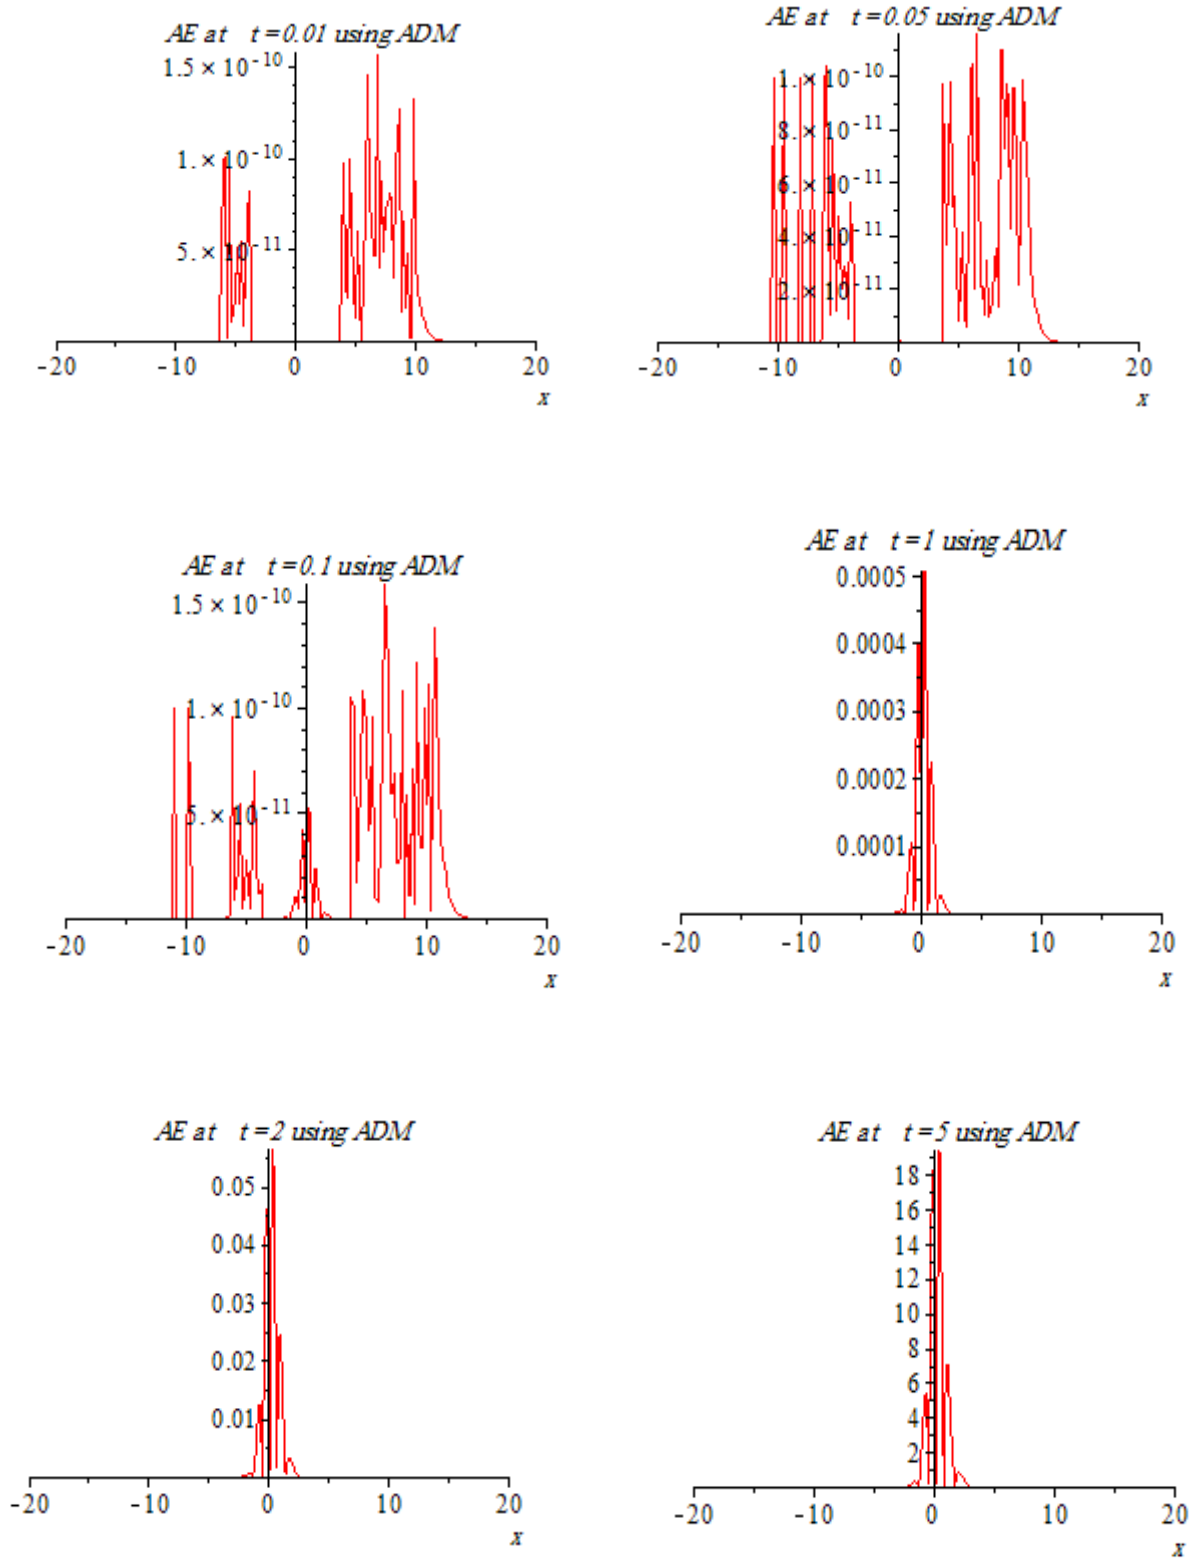 AE at t=0.01 using ADM
1.5 × 10^-10
1. × 10^-10
5. × 10^-11
-20 -10 0 10 20
x
AE at t=0.05 using ADM
1. × 10^-10
8. × 10^-11
6. × 10^-11
4. × 10^-11
2. × 10^-11
-20 -10 0 10 20
x
AE at t=0.1 using ADM
1.5 × 10^-10
1. × 10^-10
5. × 10^-11
-20 -10 0 10 20
x
AE at t=1 using ADM
0.0005
0.0004
0.0003
0.0002
0.0001
-20 -10 0 10 20
x
AE at t=2 using ADM
0.05
0.04
0.03
0.02
0.01
-20 -10 0 10 20
x
AE at t=5 using ADM
18
16
14
12
10
8
6
4
2
-20 -10 0 10 20
x